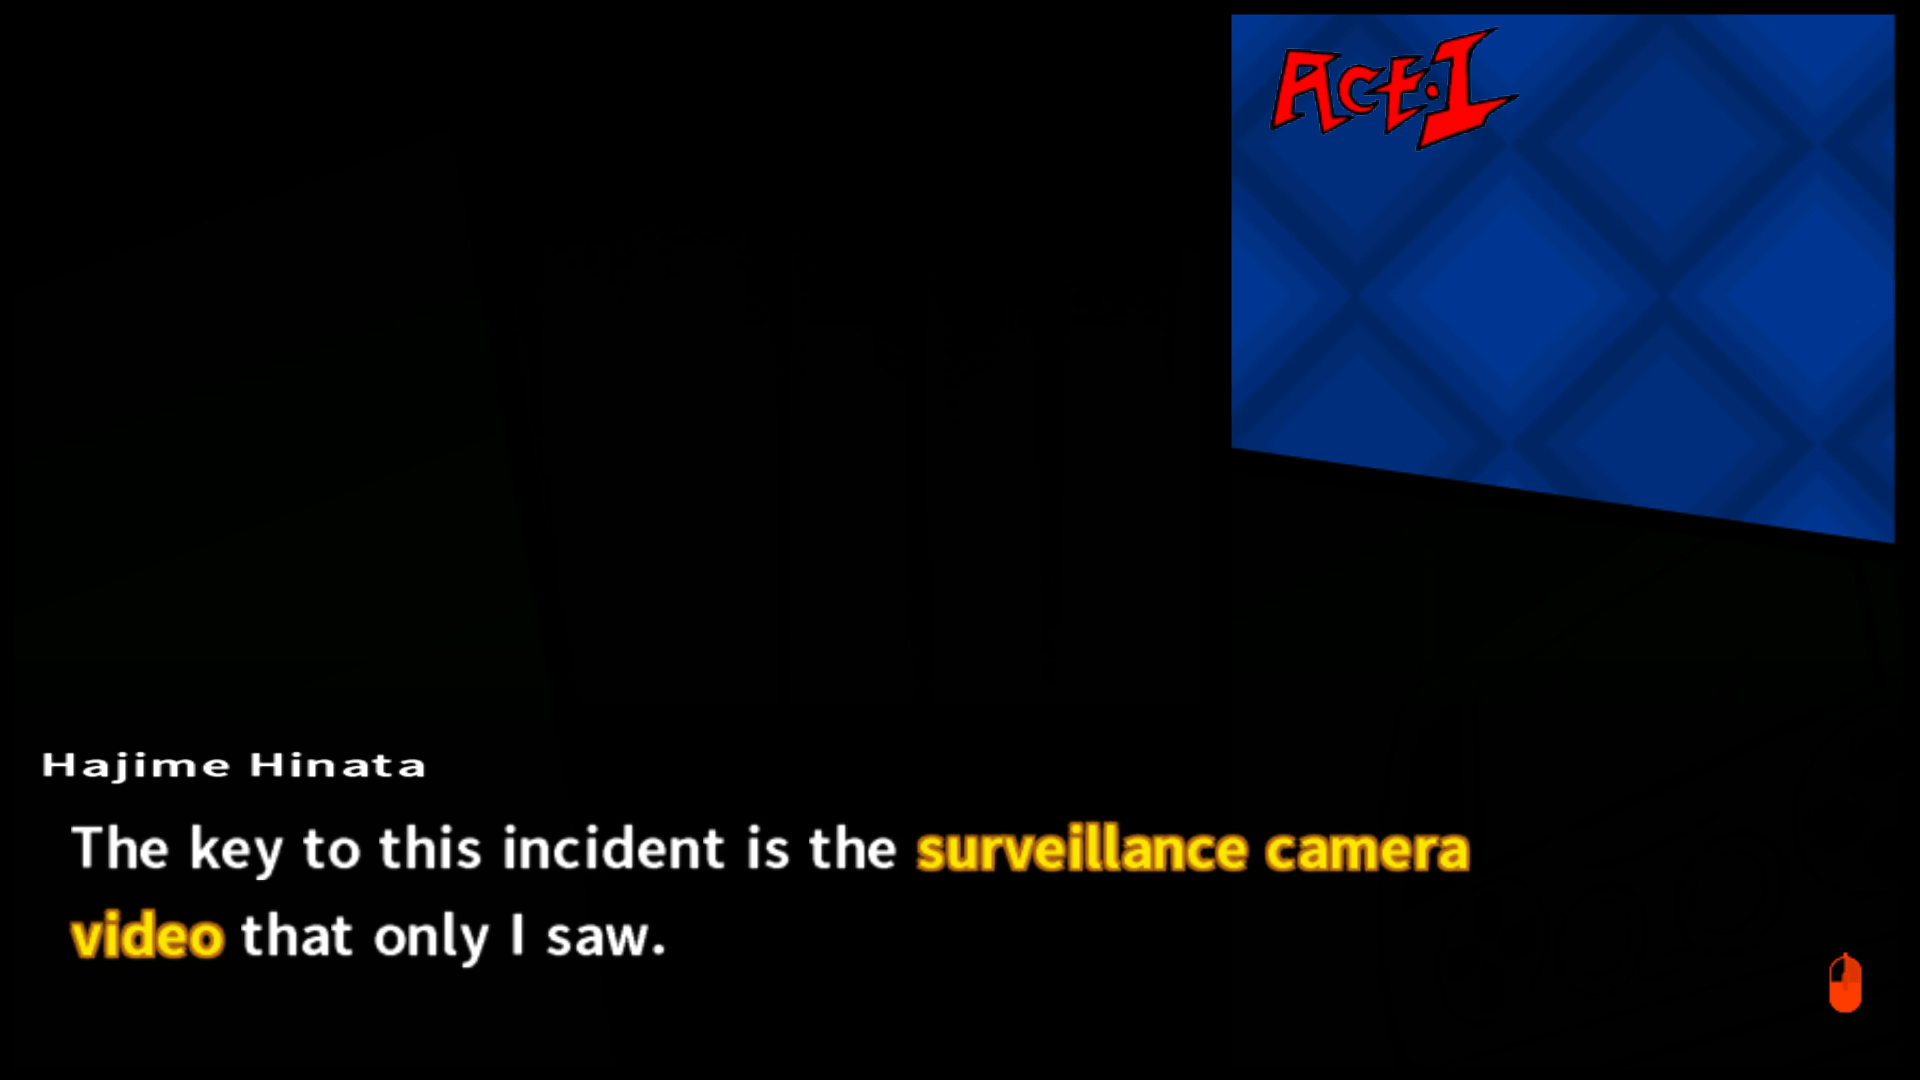 Act.1
Hajime Hinata
The key to this incident is the surveillance camera
video that only I saw.